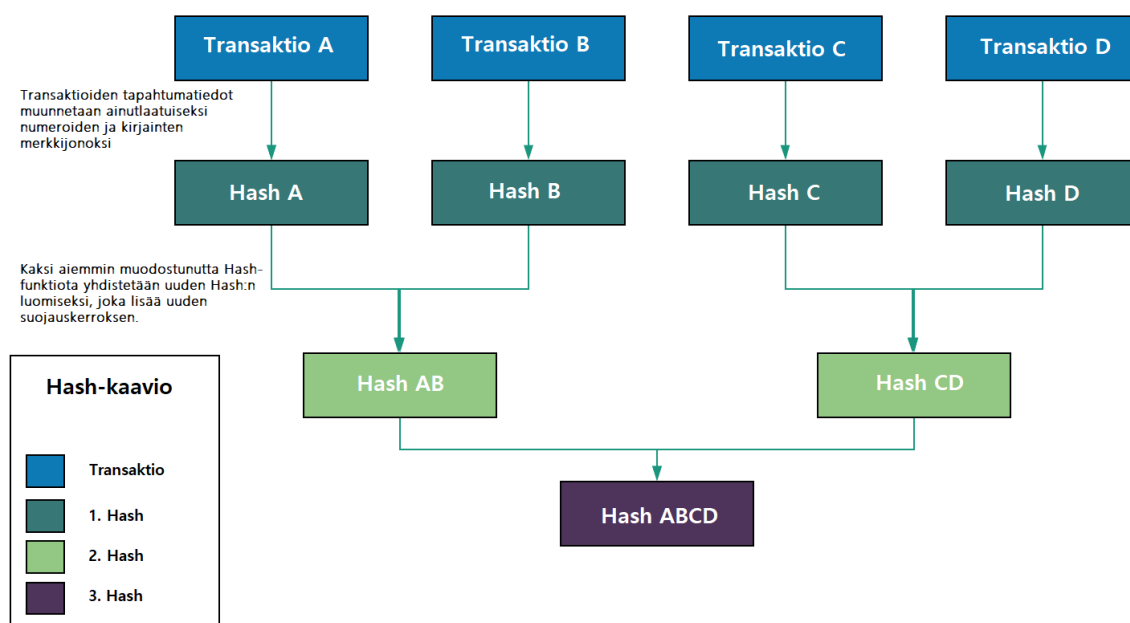 Transaktio A
Transaktio B
Transaktio C
Transaktio D
Transaktioiden tapahtumatiedot
muunnetaan ainutlaatuiseksi
numeroiden ja kirjainten
merkkijonoksi
Hash A
Hash B
Hash C
Hash D
Kaksi aiemmin muodostunutta Hash-
funktiota yhdistetään uuden Hash:n
luomiseksi, joka lisää uuden
suojauskerroksen.
Hash AB
Hash CD
Hash ABCD
Hash-kaavio
Transaktio
1. Hash
2. Hash
3. Hash